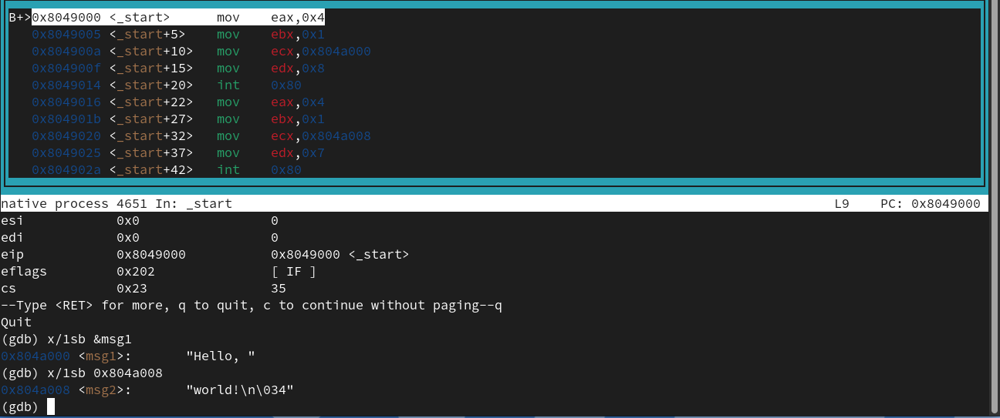 B+>0x8049000 <_start>      mov    eax,0x4
   0x8049005 <_start+5>    mov    ebx,0x1
   0x804900a <_start+10>   mov    ecx,0x804a000
   0x804900f <_start+15>   mov    edx,0x8
   0x8049014 <_start+20>   int    0x80
   0x8049016 <_start+22>   mov    eax,0x4
   0x804901b <_start+27>   mov    ebx,0x1
   0x8049020 <_start+32>   mov    ecx,0x804a008
   0x8049025 <_start+37>   mov    edx,0x7
   0x804902a <_start+42>   int    0x80
native process 4651 In: _start                                                                              L9    PC: 0x8049000
esi            0x0                 0
edi            0x0                 0
eip            0x8049000           0x8049000 <_start>
eflags         0x202               [ IF ]
cs             0x23                35
--Type <RET> for more, q to quit, c to continue without paging--q
Quit
(gdb) x/1sb &msg1
0x804a000 <msg1>:       "Hello, "
(gdb) x/1sb 0x804a008
0x804a008 <msg2>:       "world!\n\034"
(gdb)